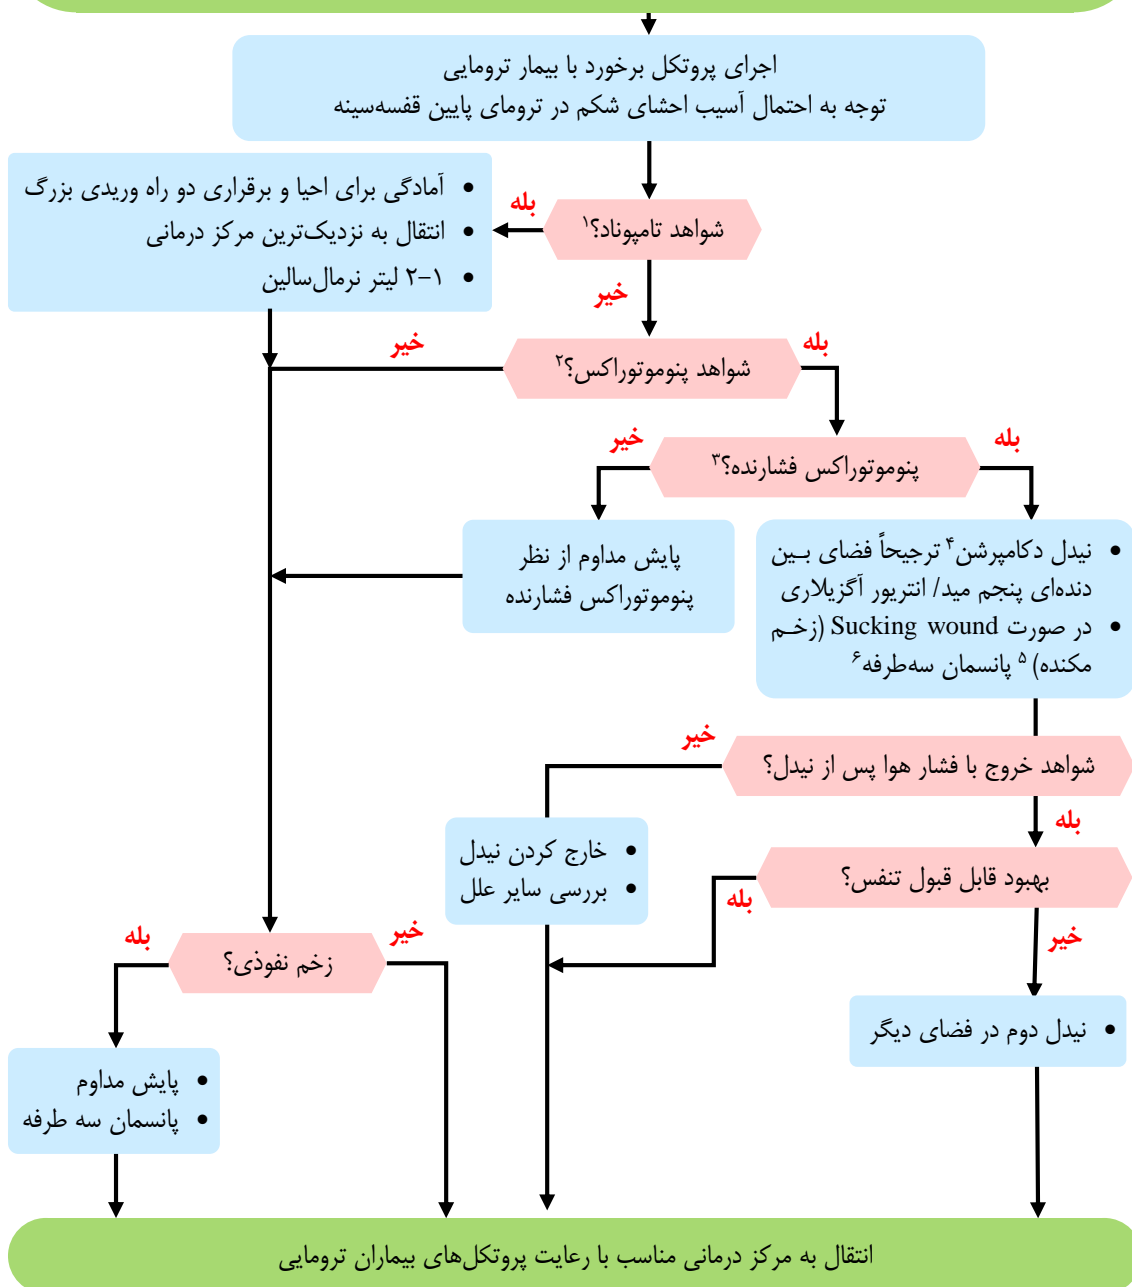 اجرای پروتکل برخورد با بیمار ترومایی
توجه به احتمال آسیب احشای شکم در ترومای پایین قفسه‌سینه
شواهد تامپوناد؟۱
بله
• آمادگی برای احیا و برقراری دو راه وریدی بزرگ
• انتقال به نزدیک‌ترین مرکز درمانی
• ۱-۲ لیتر نرمال‌سالین
خیر
شواهد پنوموتوراکس؟۲
بله
خیر
پنوموتوراکس فشارنده؟۳
بله
خیر
• نیدل دکامپرشن۴ ترجیحاً فضای بین
دنده‌ای پنجم مید/ انتریور آگزیلاری
• در صورت Sucking wound (زخم
مکنده)۵ پانسمان سه‌طرفه۶
پایش مداوم از نظر
پنوموتوراکس فشارنده
شواهد خروج با فشار هوا پس از نیدل؟
خیر
بله
• خارج کردن نیدل
• بررسی سایر علل
بهبود قابل قبول تنفس؟
بله
خیر
• نیدل دوم در فضای دیگر
زخم نفوذی؟
خیر
بله
• پایش مداوم
• پانسمان سه طرفه
انتقال به مرکز درمانی مناسب با رعایت پروتکل‌های بیماران ترومایی